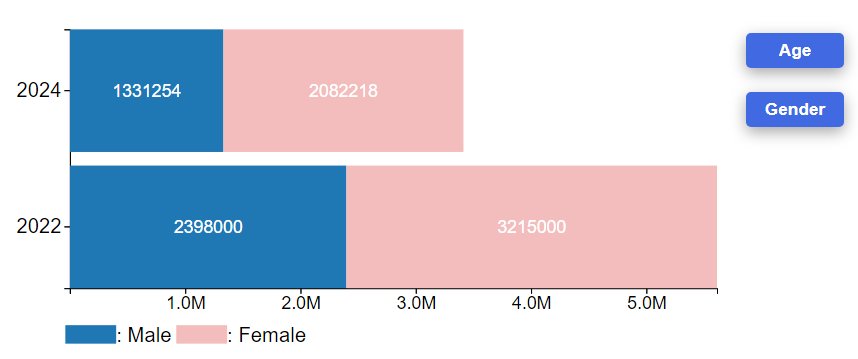 2024
1331254
2082218
Age
Gender
2022
2398000
3215000
1.0M 2.0M 3.0M 4.0M 5.0M
: Male : Female